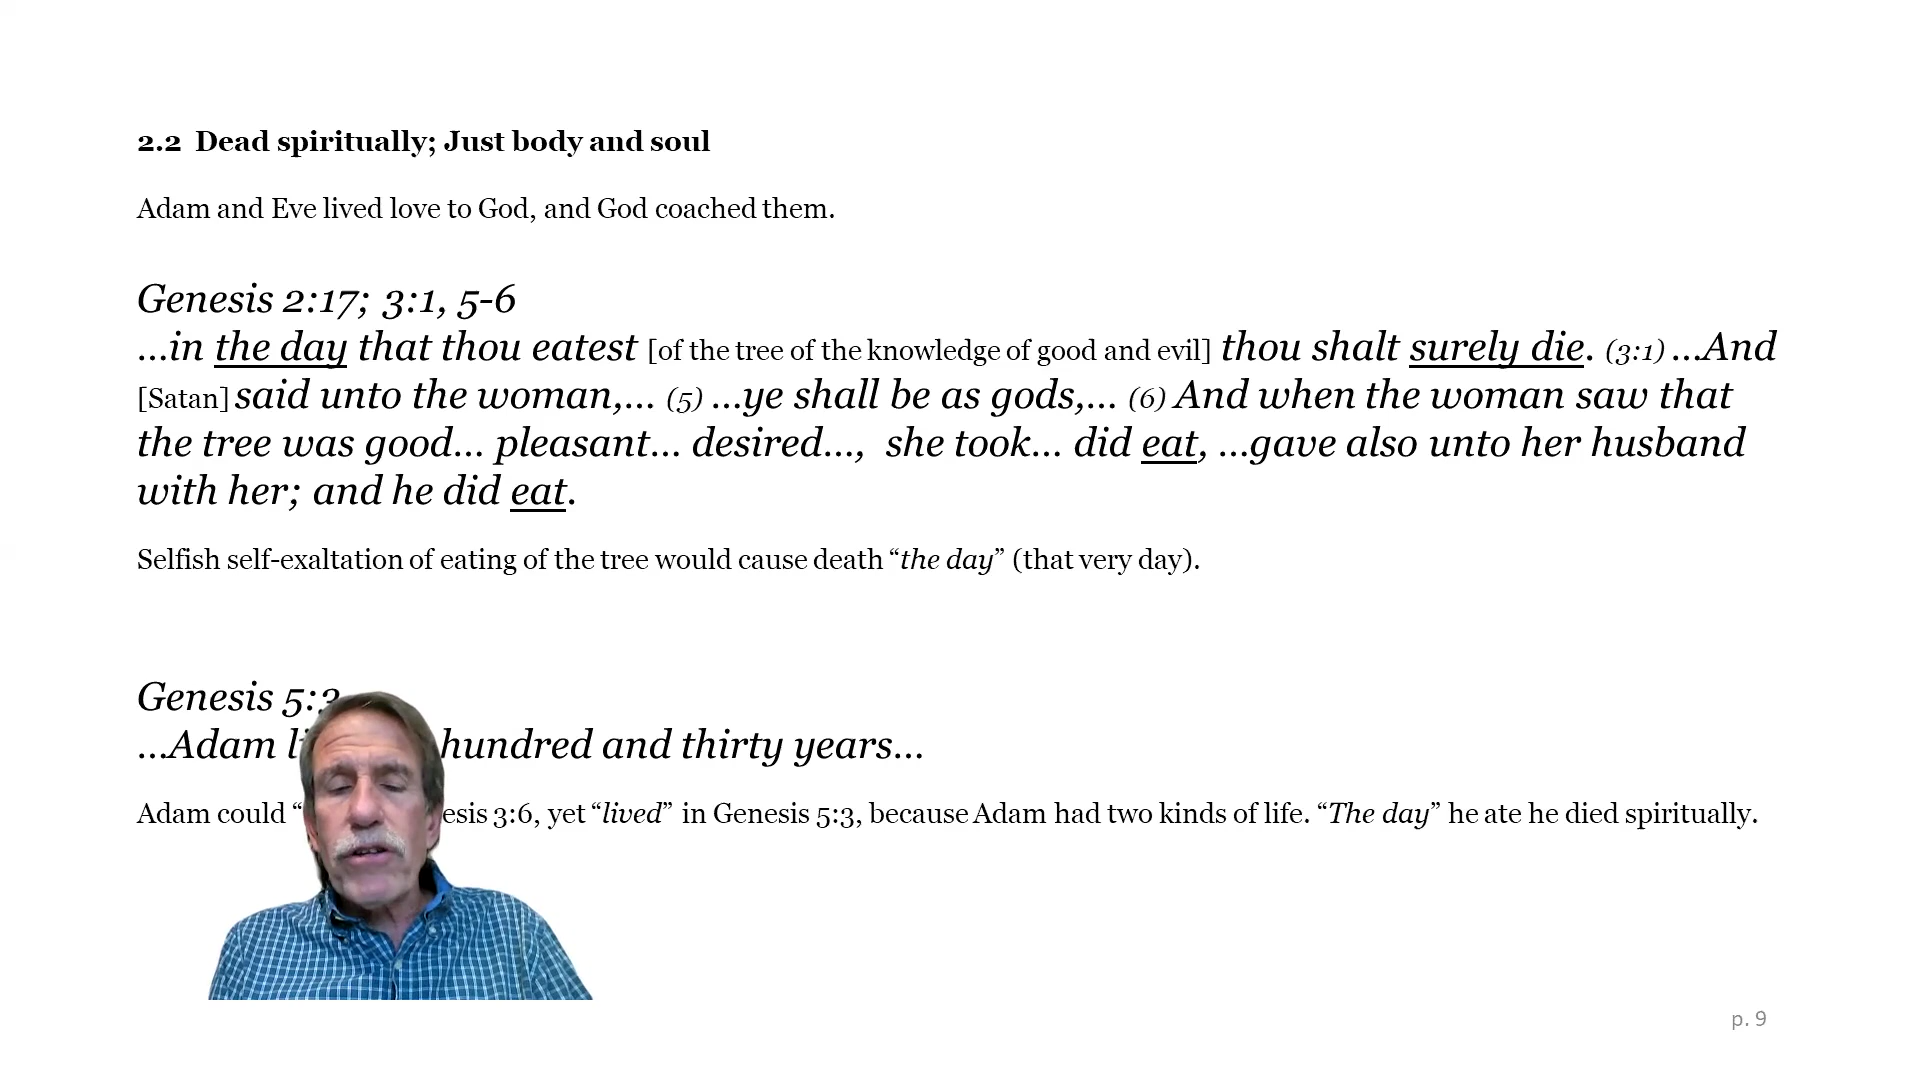 2.2 Dead spiritually; Just body and soul
Adam and Eve lived love to God, and God coached them.
Genesis 2:17; 3:1, 5-6
…in the day that thou eatest [of the tree of the knowledge of good and evil] thou shalt surely die. (3:1) …And
[Satan] said unto the woman,… (5) …ye shall be as gods,… (6) And when the woman saw that
the tree was good… pleasant… desired…, she took… did eat, …gave also unto her husband
with her; and he did eat.
Selfish self-exaltation of eating of the tree would cause death “the day” (that very day).
Genesis 5:3
…Adam hundred and thirty years…
Adam could “ 3:6, yet “lived” in Genesis 5:3, because Adam had two kinds of life. “The day” he ate he died spiritually.
p. 9